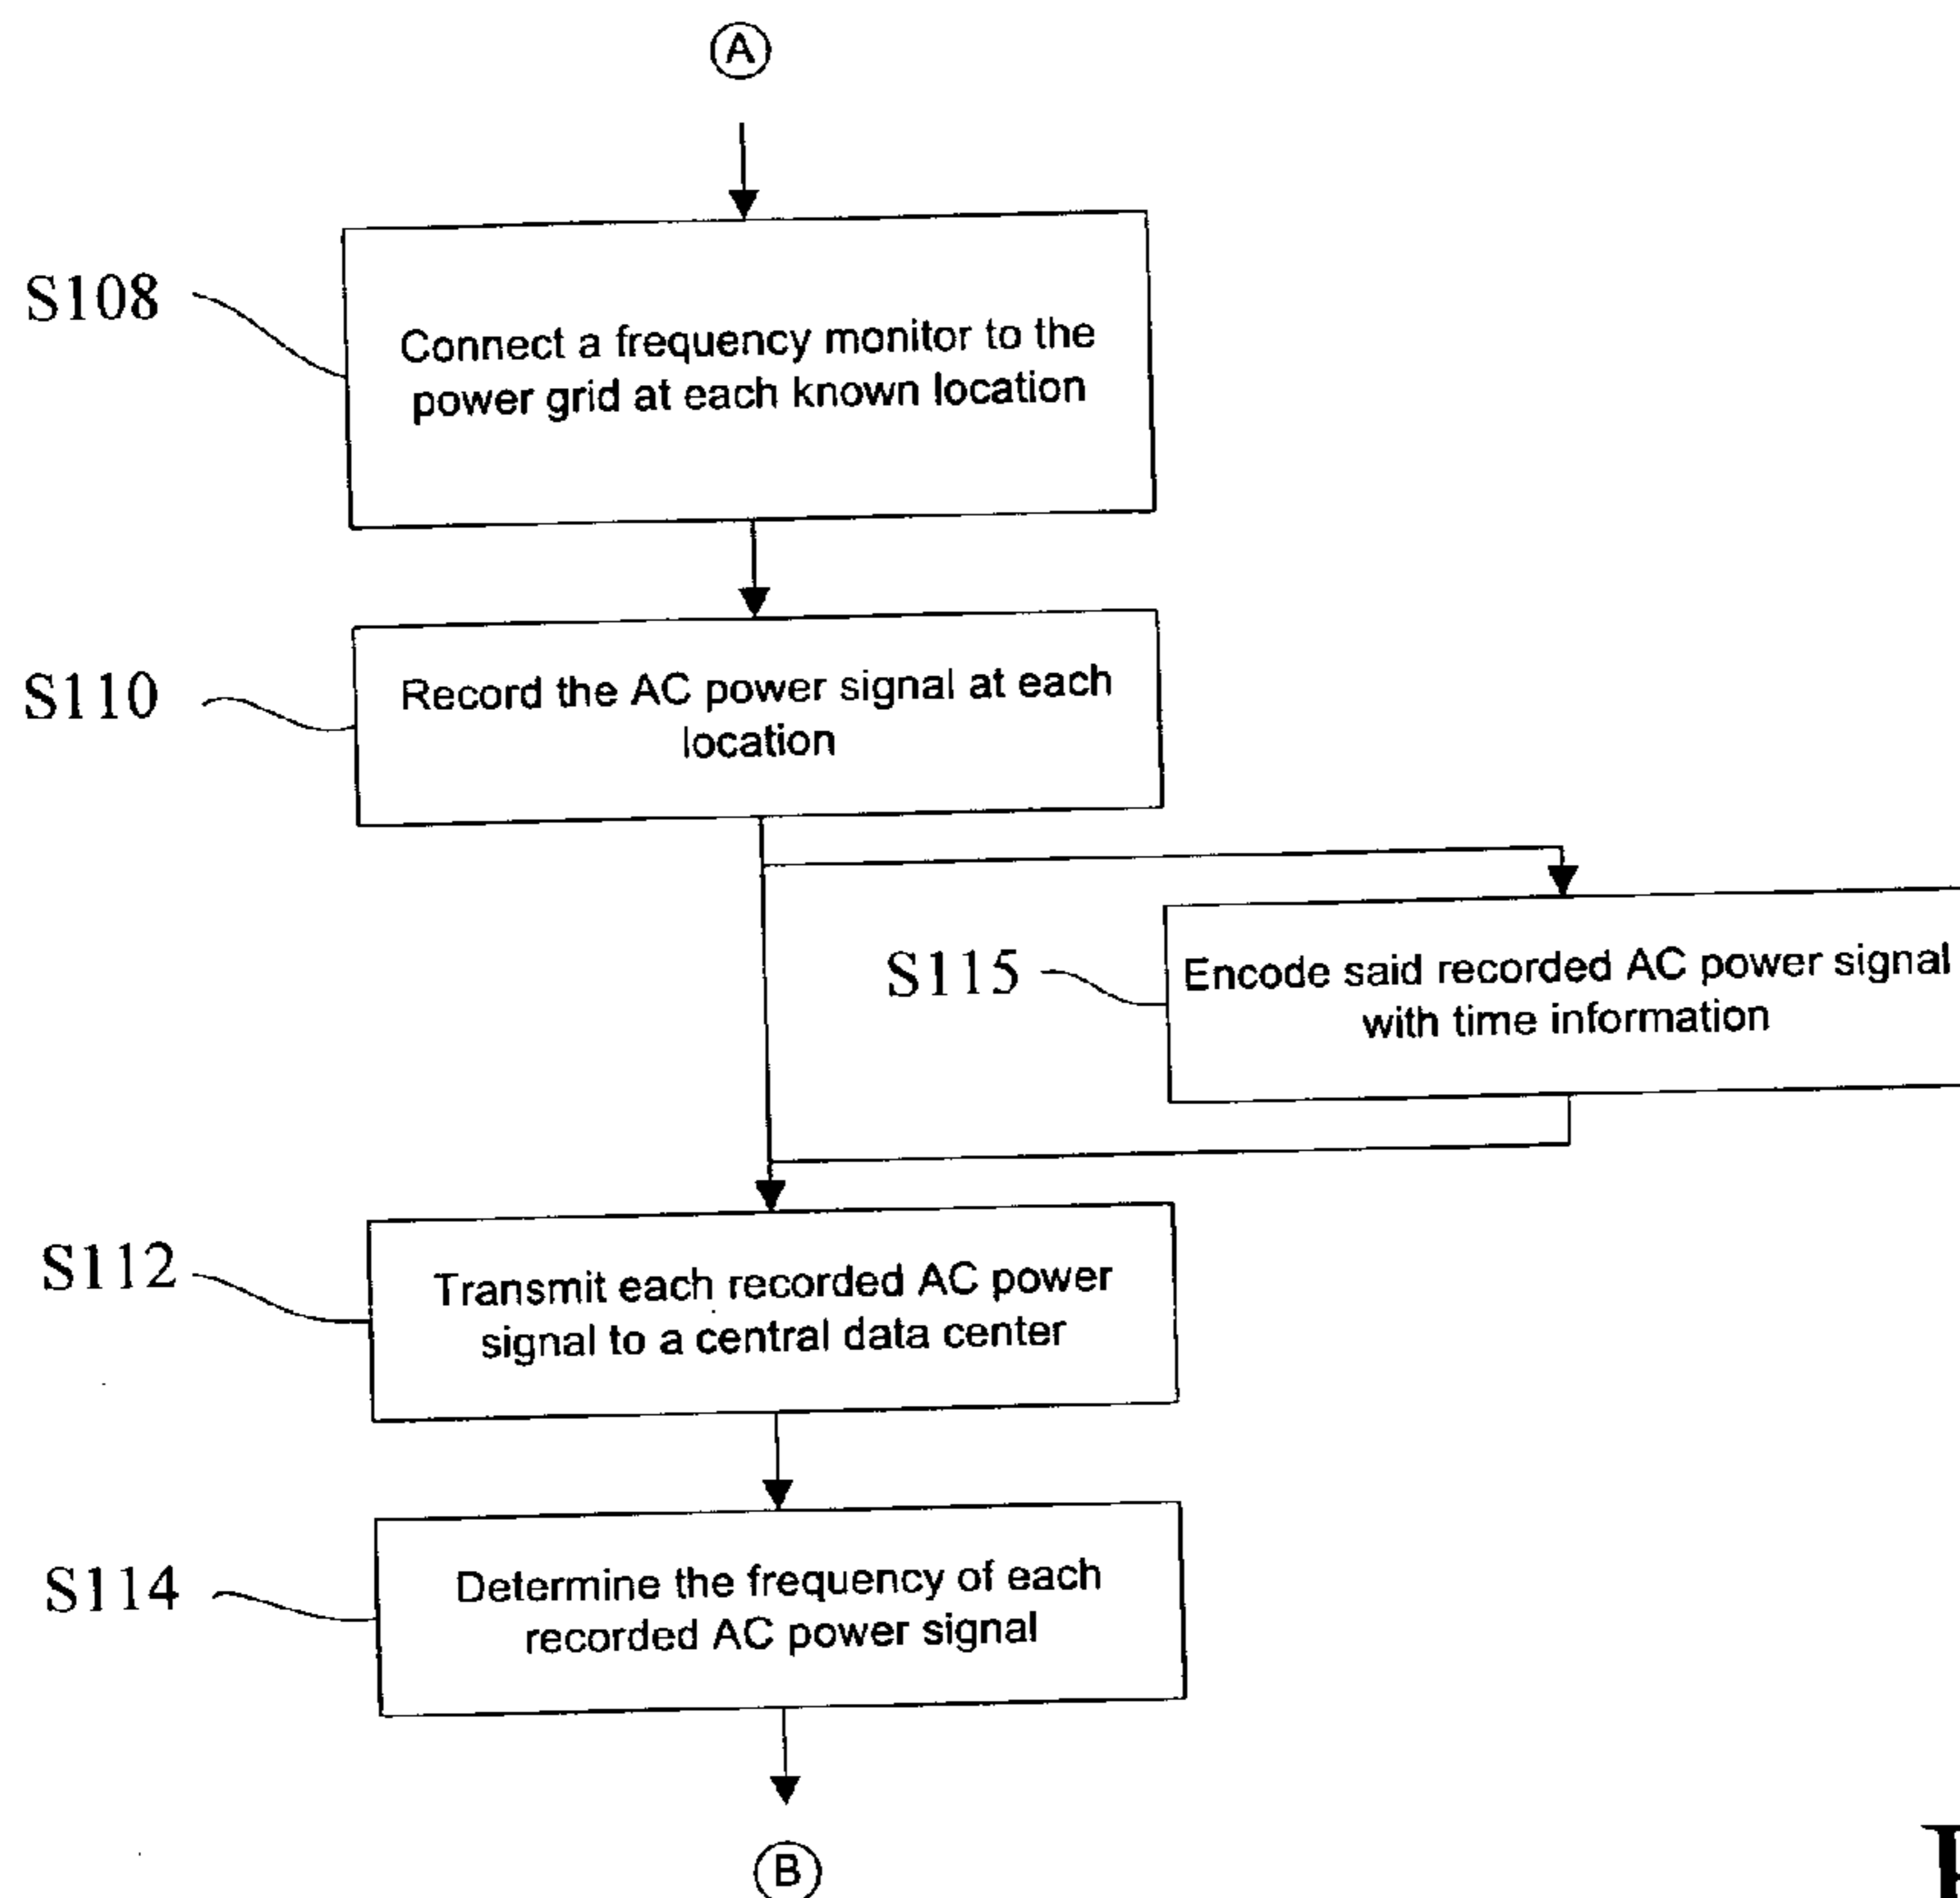 A
S108
Connect a frequency monitor to the
power grid at each known location
S110
Record the AC power signal at each
location
S115
Encode said recorded AC power signal
with time information
S112
Transmit each recorded AC power
signal to a central data center
S114
Determine the frequency of each
recorded AC power signal
B